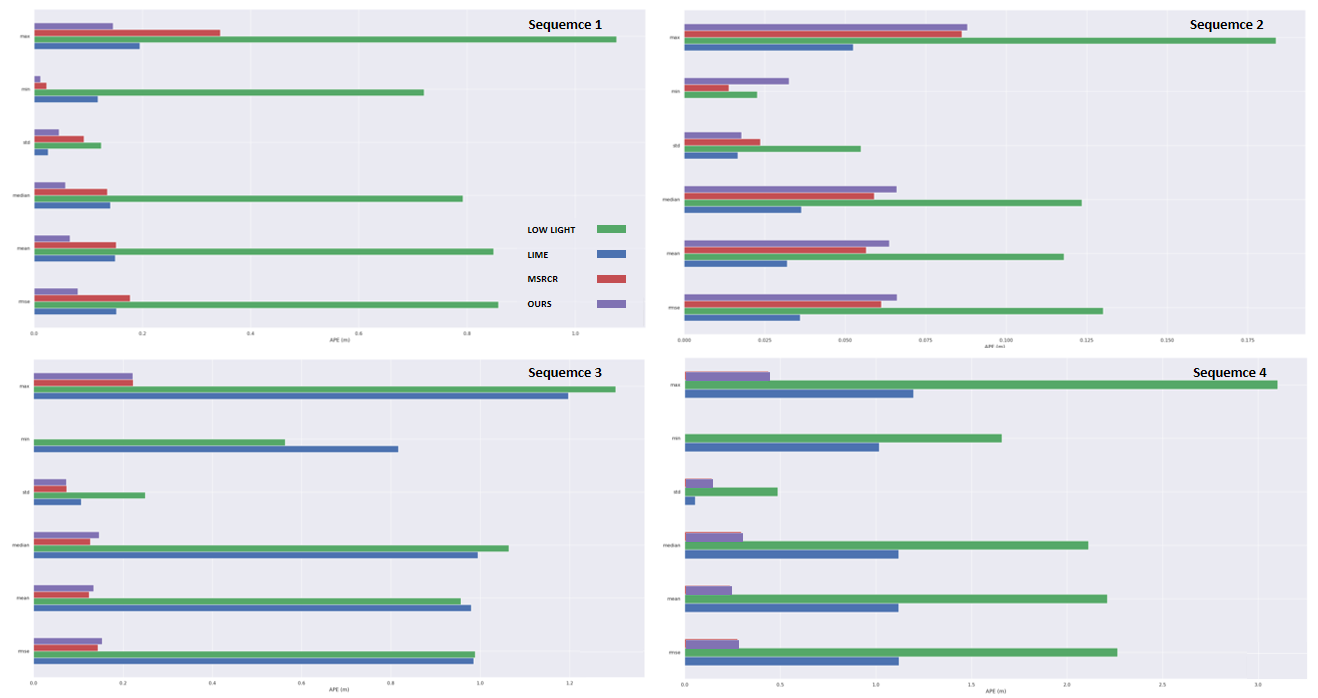 Sequemce 1
max
min
std
median
mean
rmse
LOW LIGHT
LIME
MSRCR
OURS
0.0 0.2 0.4 0.6 0.8 1.0
APE (m)
Sequemce 2
max
min
std
median
mean
rmse
0.000 0.025 0.050 0.075 0.100 0.125 0.150 0.175
APE (m)
Sequemce 3
max
min
std
median
mean
rmse
0.0 0.2 0.4 0.6 0.8 1.0 1.2
APE (m)
Sequemce 4
max
min
std
median
mean
rmse
0.0 0.5 1.0 1.5 2.0 2.5 3.0
APE (m)